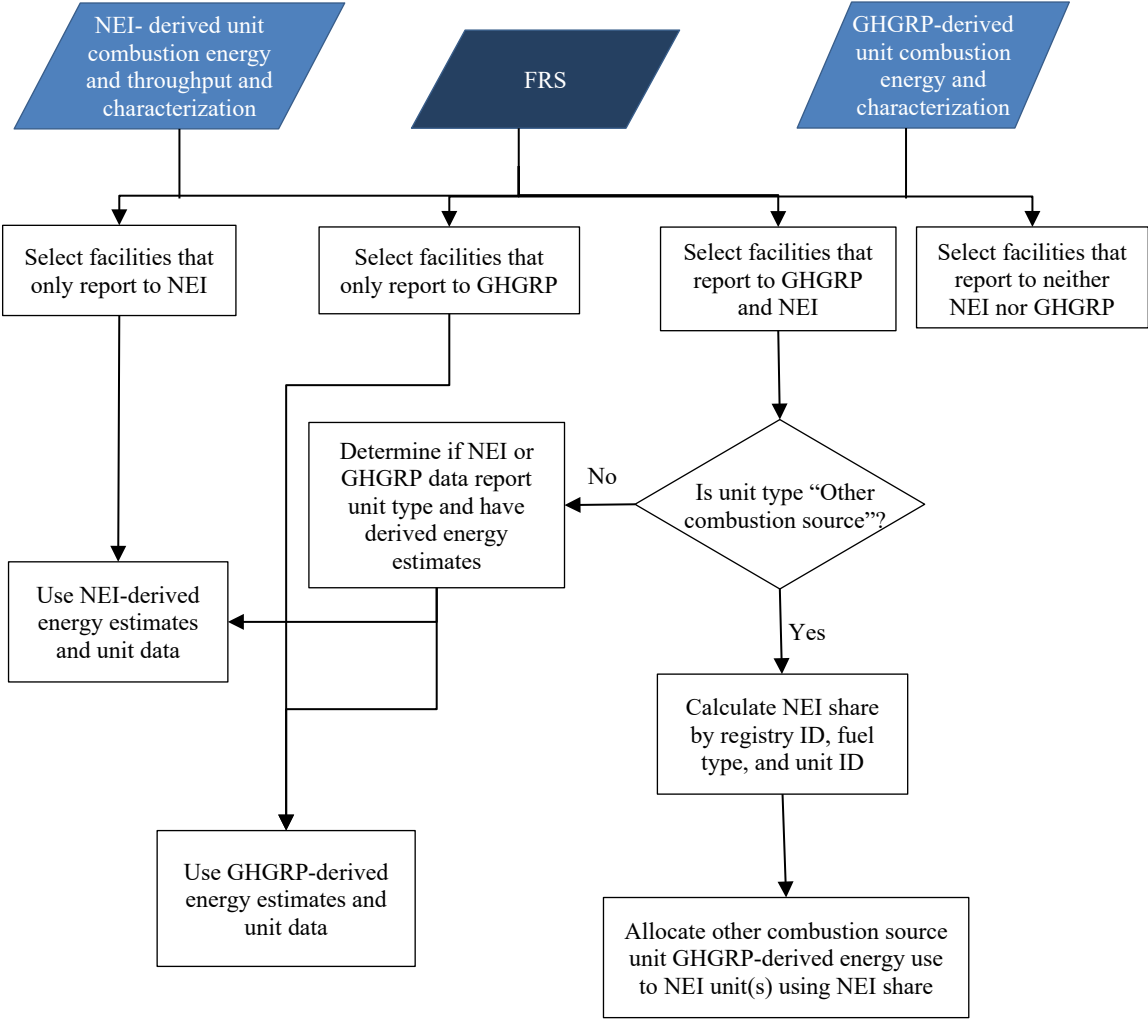 NEI- derived unit
combustion energy
and throughput and
characterization
FRS
GHGRP-derived
unit combustion
energy and
characterization
Select facilities that
only report to NEI
Select facilities that
only report to GHGRP
Select facilities that
report to GHGRP
and NEI
Select facilities that
report to neither
NEI nor GHGRP
Determine if NEI or
GHGRP data report
unit type and have
derived energy
estimates
No
Is unit type “Other
combustion source”?
Use NEI-derived
energy estimates
and unit data
Yes
Calculate NEI share
by registry ID, fuel
type, and unit ID
Use GHGRP-derived
energy estimates and
unit data
Allocate other combustion source
unit GHGRP-derived energy use
to NEI unit(s) using NEI share